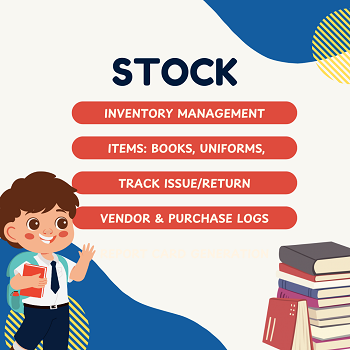 STOCK
INVENTORY MANAGEMENT
ITEMS: BOOKS, UNIFORMS,
TRACK ISSUE/RETURN
VENDOR & PURCHASE LOGS